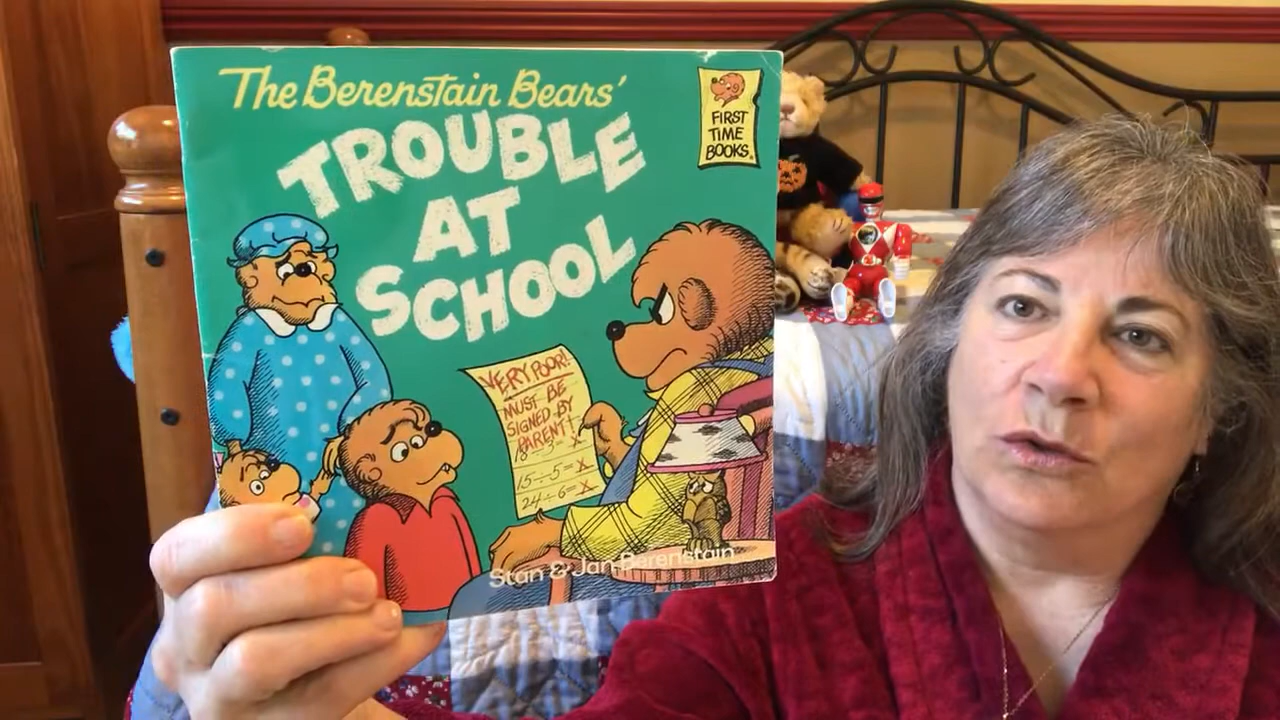 The Berenstain Bears'
TROUBLE
AT
SCHOOL
FIRST
TIME
BOOKS®
VERY POOR!
MUST BE
SIGNED BY
PARENT!
18 ÷ 3 = X
15 ÷ 5 = X
24 ÷ 6 = X
Stan & Jan Berenstain